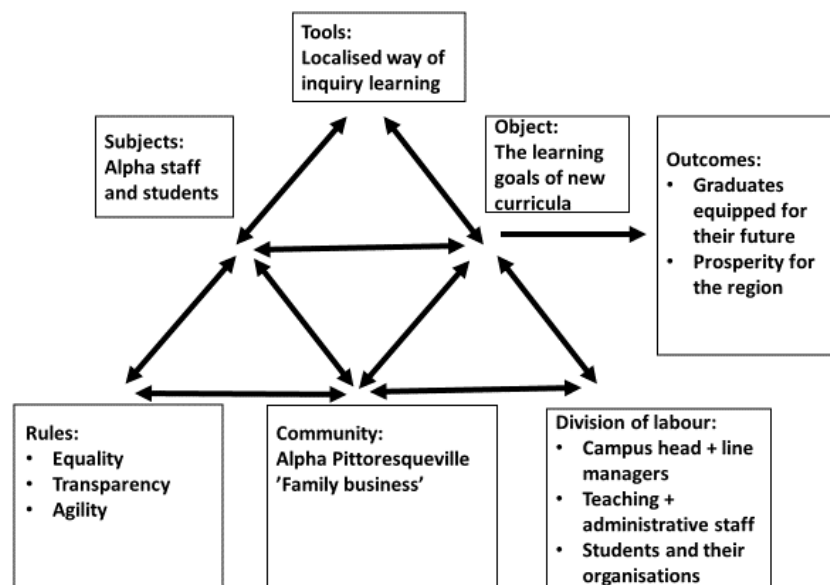 Tools:
Localised way of
inquiry learning
Subjects:
Alpha staff
and students
Object:
The learning
goals of new
curricula
Outcomes:
• Graduates
equipped for
their future
• Prosperity for
the region
Rules:
• Equality
• Transparency
• Agility
Community:
Alpha Pittoresqueville
’Family business’
Division of labour:
• Campus head + line
managers
• Teaching +
administrative staff
• Students and their
organisations